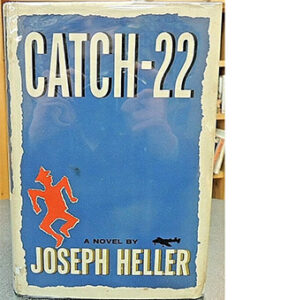 CATCH-22
A NOVEL BY
JOSEPH HELLER